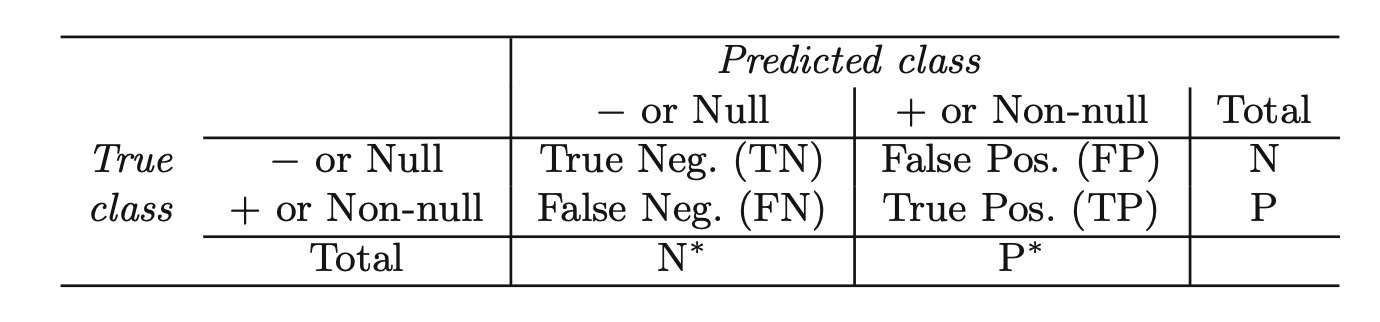 Predicted class
− or Null + or Non-null Total
True − or Null True Neg. (TN) False Pos. (FP) N
class + or Non-null False Neg. (FN) True Pos. (TP) P
Total N* P*